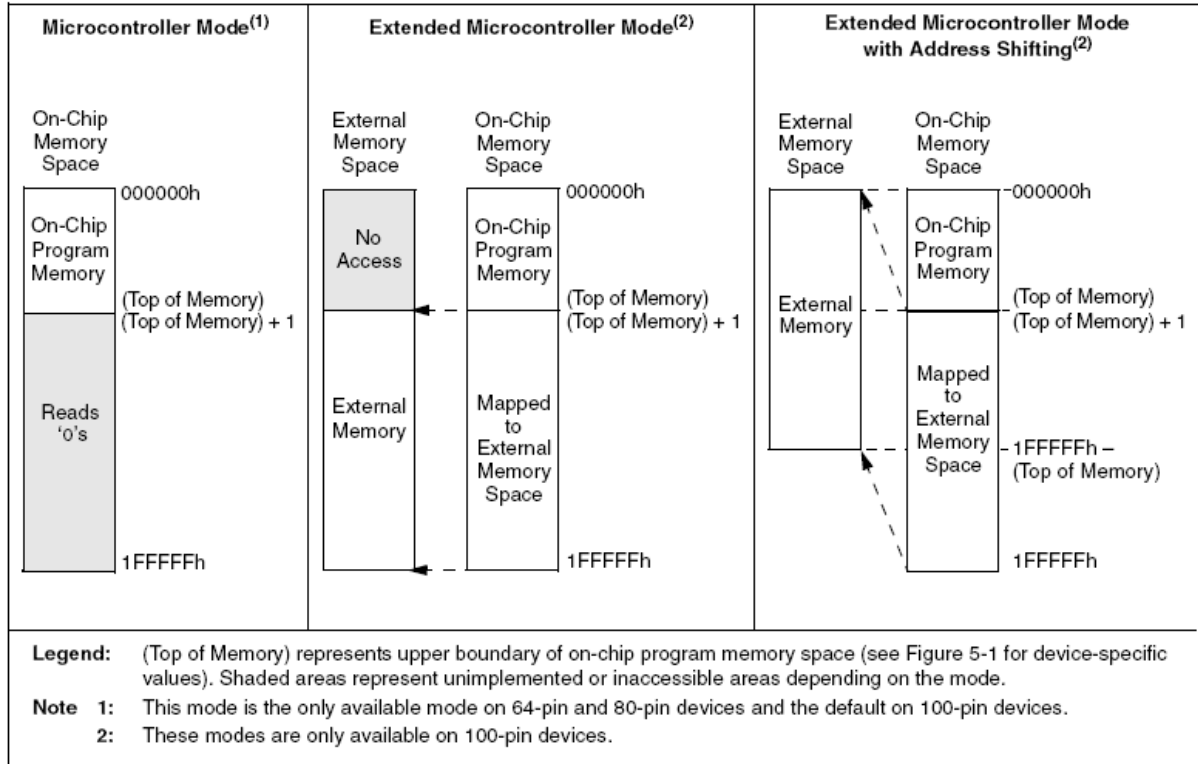 Microcontroller Mode(1)
On-Chip
Memory
Space
000000h
On-Chip
Program
Memory
(Top of Memory)
(Top of Memory) + 1
Reads
'0's
1FFFFFh
Extended Microcontroller Mode(2)
External
Memory
Space
On-Chip
Memory
Space
000000h
No
Access
On-Chip
Program
Memory
(Top of Memory)
(Top of Memory) + 1
External
Memory
Mapped
to
External
Memory
Space
1FFFFFh
Extended Microcontroller Mode
with Address Shifting(2)
External
Memory
Space
On-Chip
Memory
Space
000000h
On-Chip
Program
Memory
(Top of Memory)
(Top of Memory) + 1
External
Memory
Mapped
to
External
Memory
Space
1FFFFFh –
(Top of Memory)
1FFFFFh
Legend: (Top of Memory) represents upper boundary of on-chip program memory space (see Figure 5-1 for device-specific
values). Shaded areas represent unimplemented or inaccessible areas depending on the mode.
Note 1: This mode is the only available mode on 64-pin and 80-pin devices and the default on 100-pin devices.
2: These modes are only available on 100-pin devices.